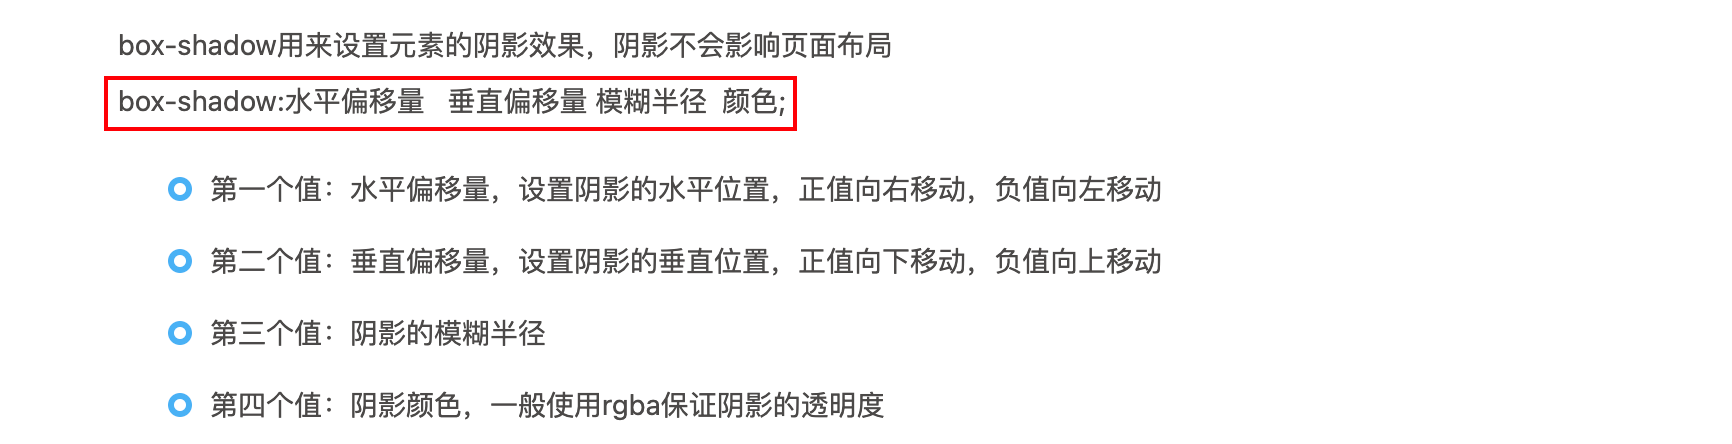 box-shadow用来设置元素的阴影效果，阴影不会影响页面布局
box-shadow:水平偏移量   垂直偏移量 模糊半径  颜色;
第一个值：水平偏移量，设置阴影的水平位置，正值向右移动，负值向左移动
第二个值：垂直偏移量，设置阴影的垂直位置，正值向下移动，负值向上移动
第三个值：阴影的模糊半径
第四个值：阴影颜色，一般使用rgba保证阴影的透明度